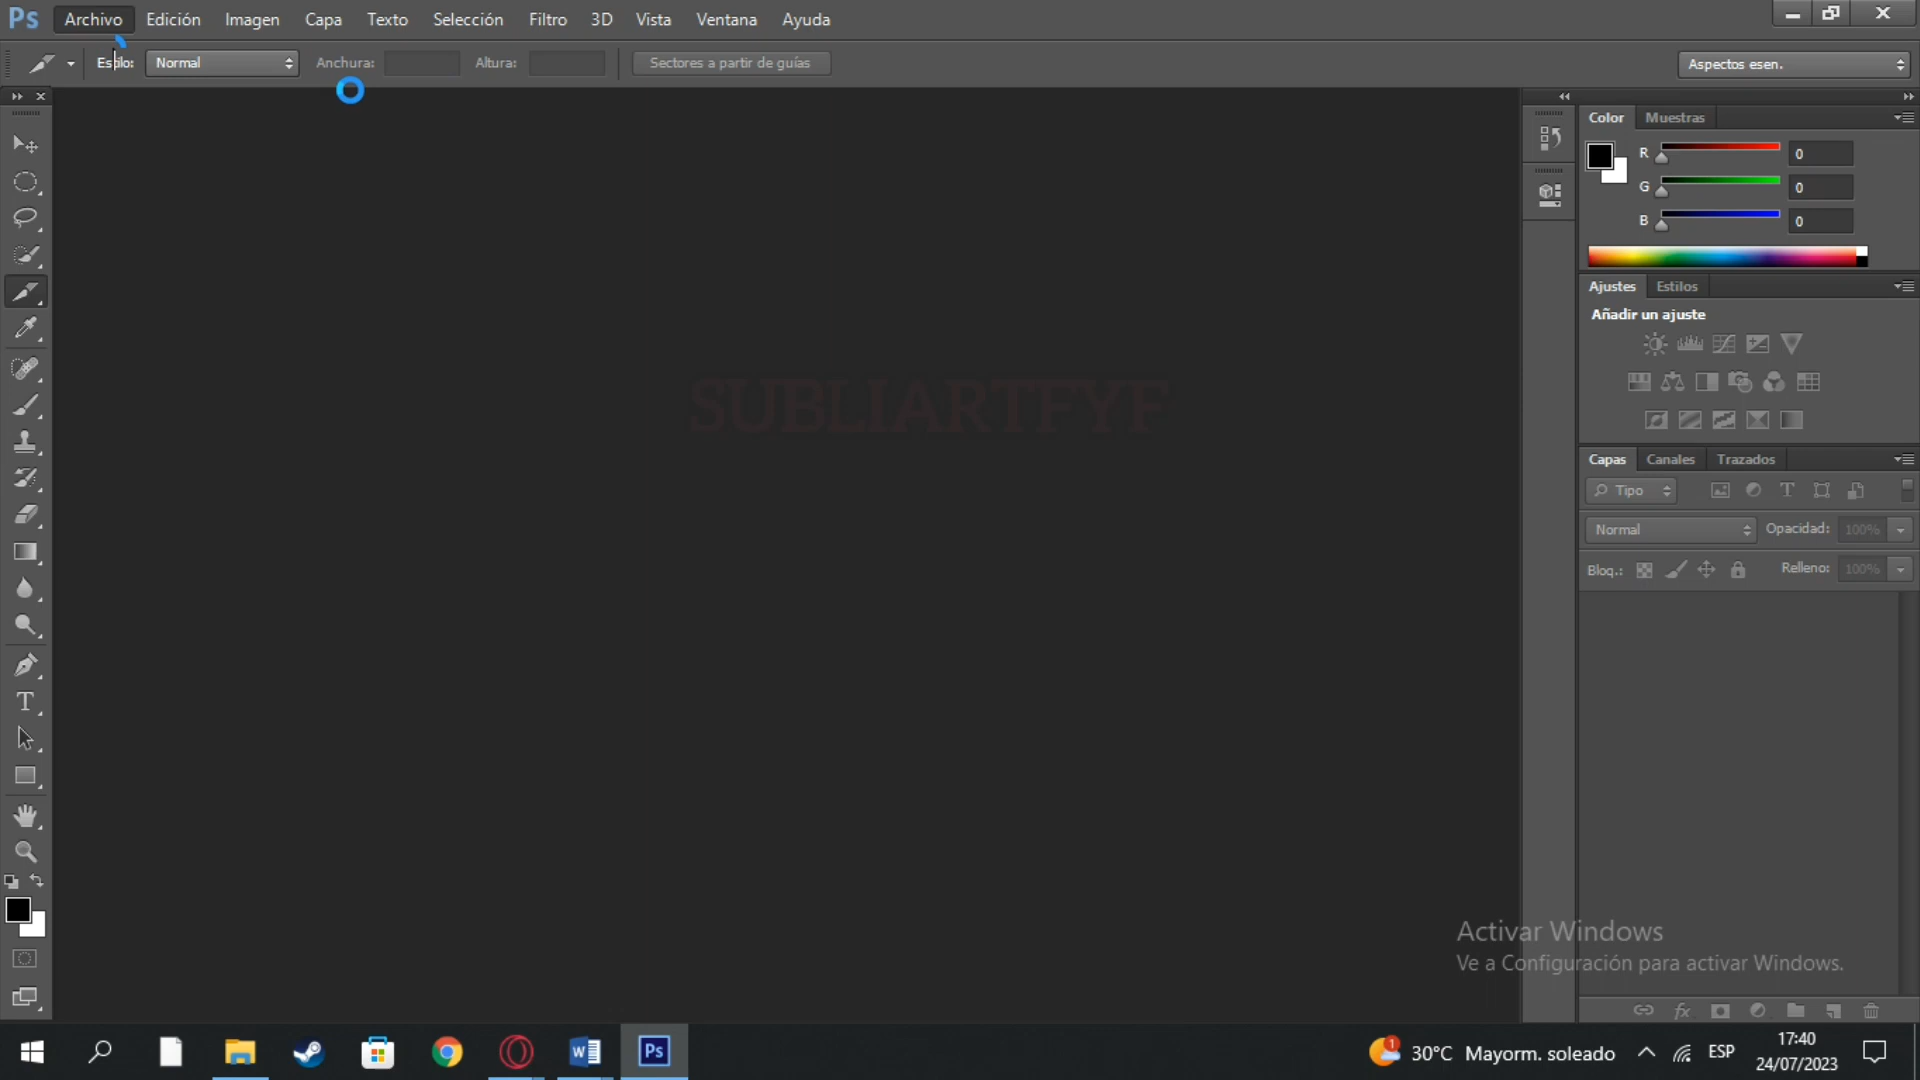 Ps Archivo Edición Imagen Capa Texto Selección Filtro 3D Vista Ventana Ayuda
Estilo: Normal Anchura: Altura: Sectores a partir de guías Aspectos esen.
Color Muestras
R 0
G 0
B 0
Ajustes Estilos
Añadir un ajuste
SUBLIARTFYF
Capas Canales Trazados
Tipo
Normal Opacidad: 100%
Bloq.: Relleno: 100%
Activar Windows
Ve a Configuración para activar Windows.
1 30°C Mayorm. soleado ESP 17:40
24/07/2023